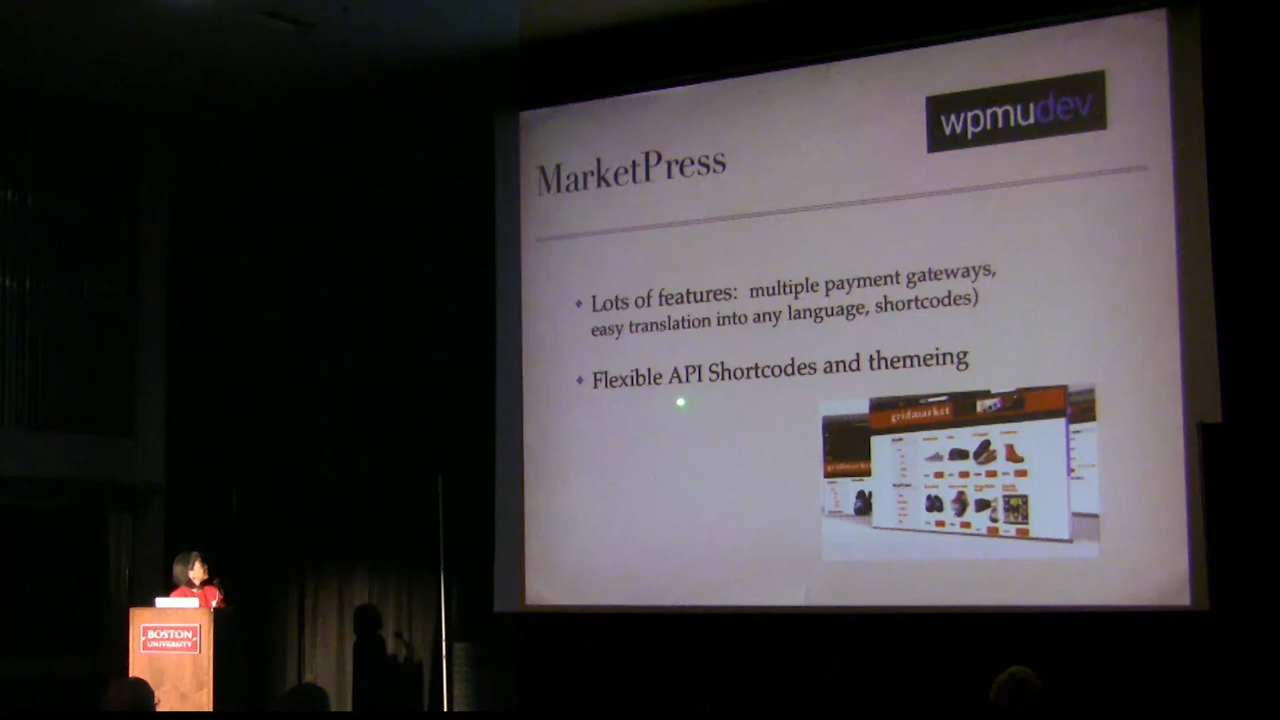 wpmudev
MarketPress
Lots of features: multiple payment gateways,
easy translation into any language, shortcodes)
Flexible API Shortcodes and themeing
gridmarket
gridmarket
BOSTON
UNIVERSITY